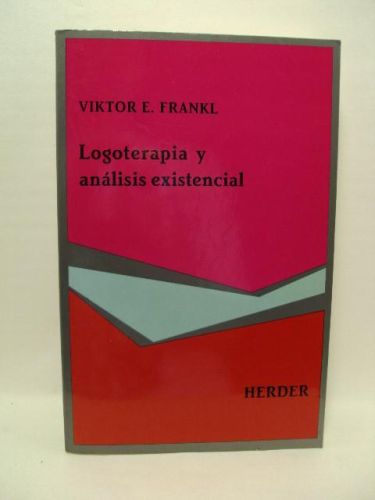 VIKTOR E. FRANKL
Logoterapia y
análisis existencial
HERDER